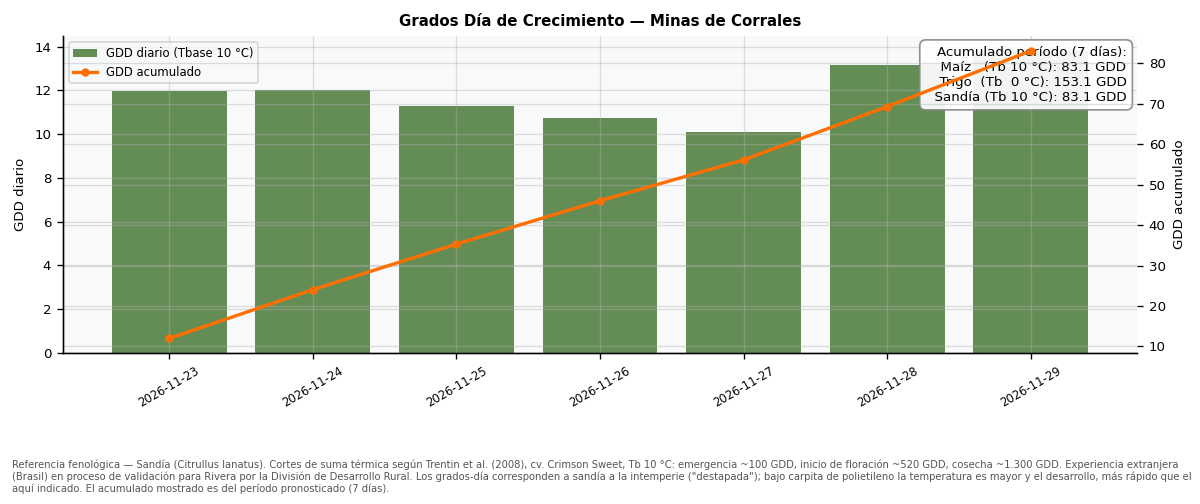 Grados Día de Crecimiento — Minas de Corrales
GDD diario (Tbase 10 °C)
GDD acumulado
Acumulado período (7 días):
Maíz (Tb 10 °C): 83.1 GDD
Trigo (Tb 0 °C): 153.1 GDD
Sandía (Tb 10 °C): 83.1 GDD
GDD diario
14
12
10
8
6
4
2
0
GDD acumulado
80
70
60
50
40
30
20
10
2026-11-23
2026-11-24
2026-11-25
2026-11-26
2026-11-27
2026-11-28
2026-11-29
Referencia fenológica — Sandía (Citrullus lanatus). Cortes de suma térmica según Trentin et al. (2008), cv. Crimson Sweet, Tb 10 °C: emergencia ~100 GDD, inicio de floración ~520 GDD, cosecha ~1.300 GDD. Experiencia extranjera
(Brasil) en proceso de validación para Rivera por la División de Desarrollo Rural. Los grados-día corresponden a sandía a la intemperie ("destapada"); bajo carpita de polietileno la temperatura es mayor y el desarrollo, más rápido que el
aquí indicado. El acumulado mostrado es del período pronosticado (7 días).